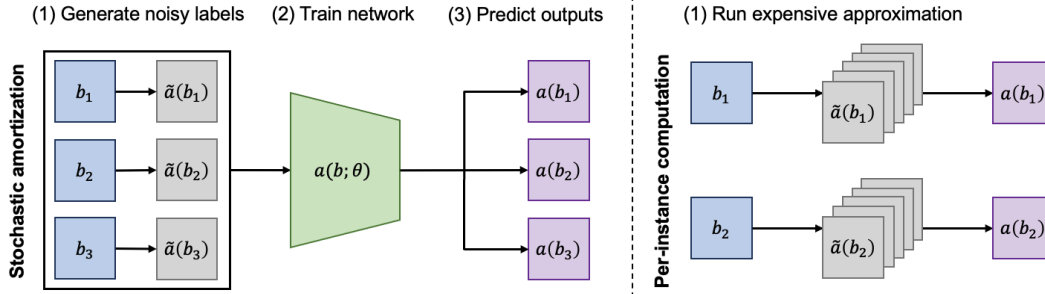 (1) Generate noisy labels
(2) Train network
(3) Predict outputs
Stochastic amortization
b₁
ã(b₁)
b₂
ã(b₂)
b₃
ã(b₃)
a(b; θ)
a(b₁)
a(b₂)
a(b₃)
(1) Run expensive approximation
Per-instance computation
b₁
ã(b₁)
a(b₁)
b₂
ã(b₂)
a(b₂)